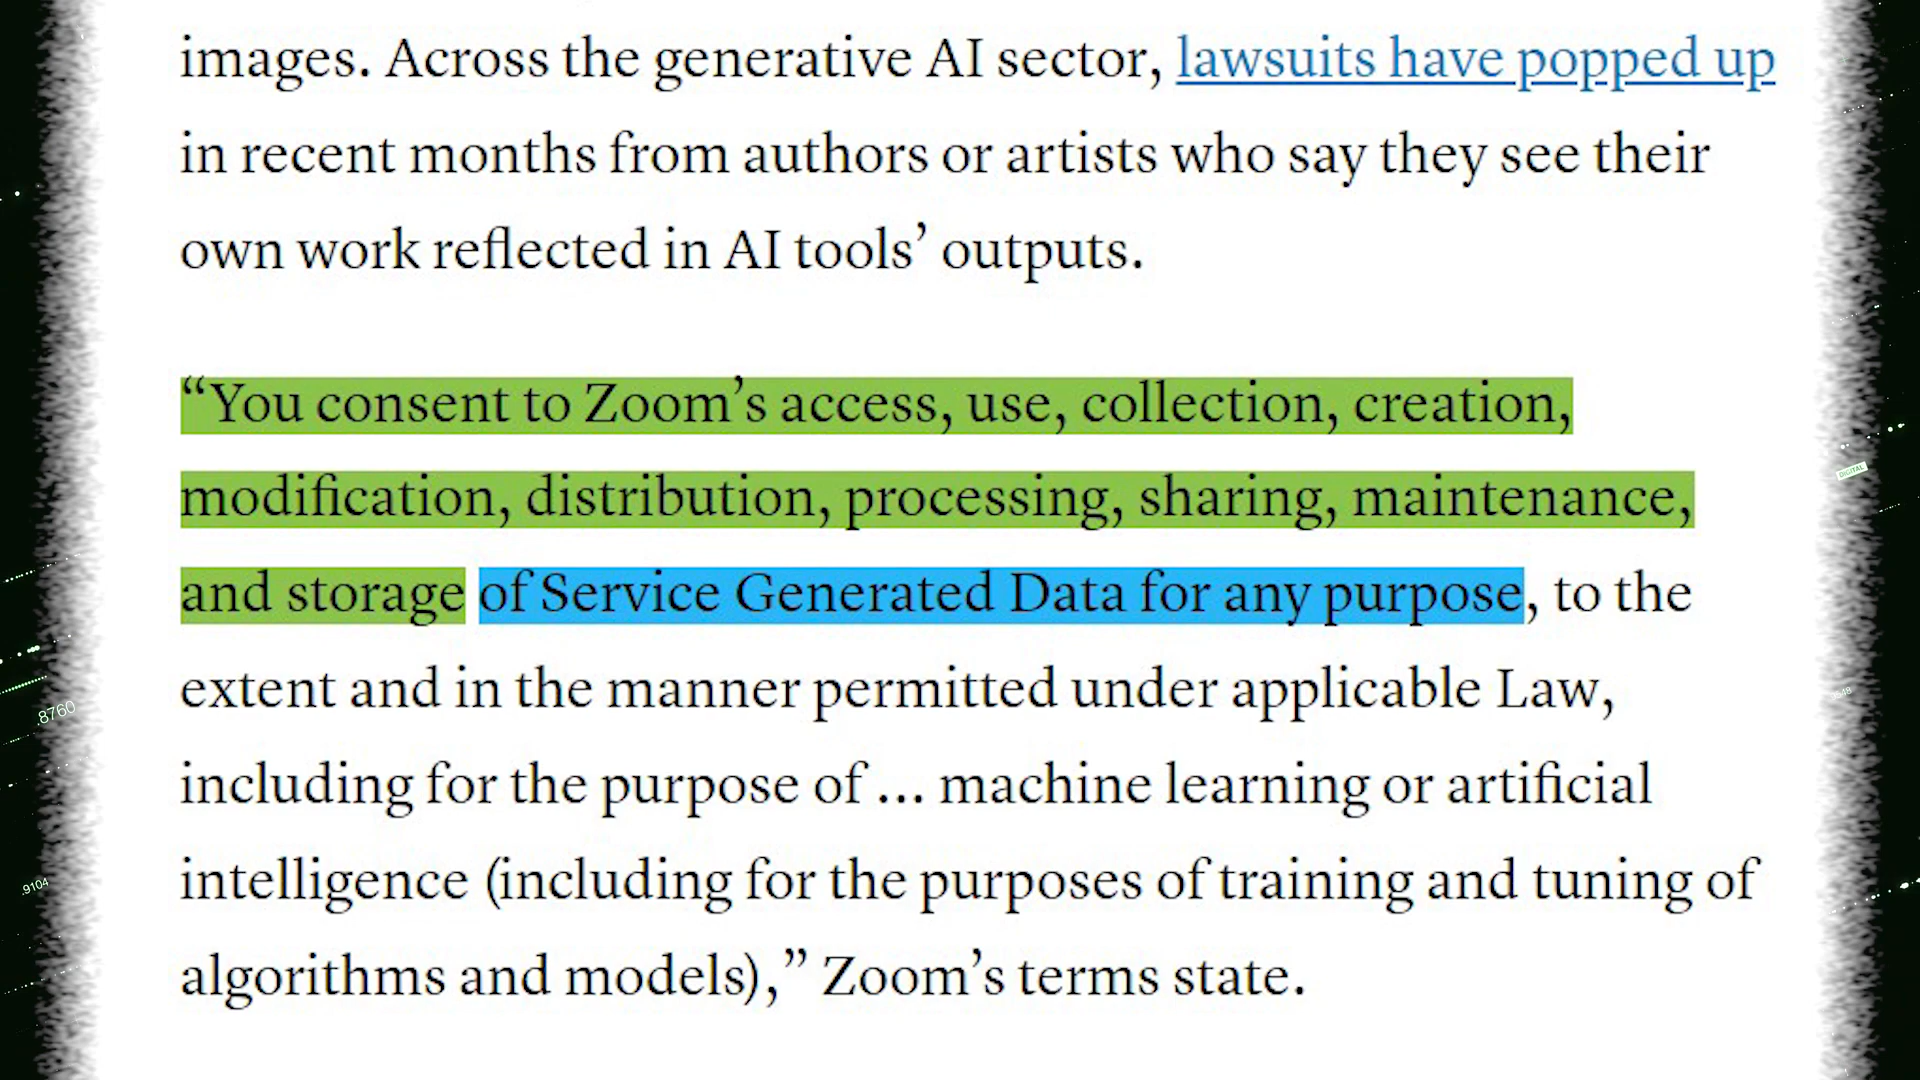 images. Across the generative AI sector, lawsuits have popped up
in recent months from authors or artists who say they see their
own work reflected in AI tools’ outputs.
“You consent to Zoom’s access, use, collection, creation,
modification, distribution, processing, sharing, maintenance,
and storage of Service Generated Data for any purpose, to the
extent and in the manner permitted under applicable Law,
including for the purpose of … machine learning or artificial
intelligence (including for the purposes of training and tuning of
algorithms and models),” Zoom’s terms state.
.8760
.9104
DIGITAL